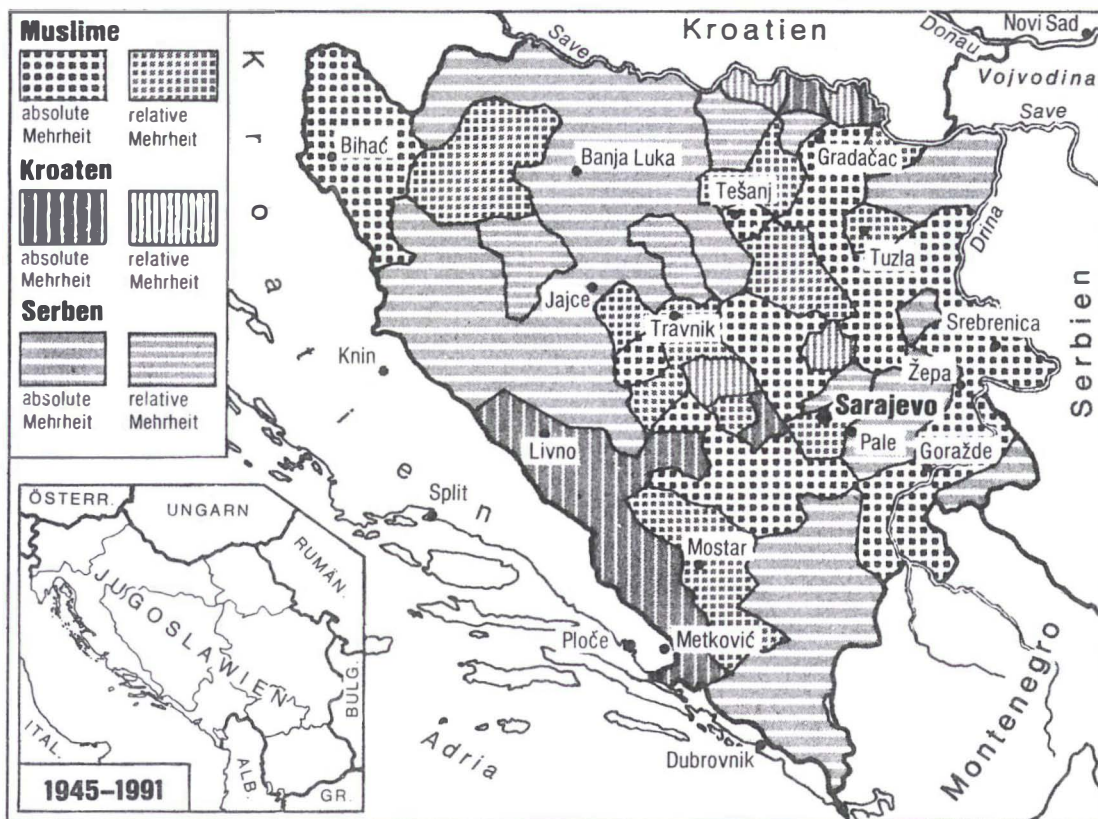 Muslime
absolute Mehrheit
relative Mehrheit
Kroaten
absolute Mehrheit
relative Mehrheit
Serben
absolute Mehrheit
relative Mehrheit
Kroatien
Save
Donau
Novi Sad
Vojvodina
Save
Kroatien
Bihać
Banja Luka
Gradačac
Tešanj
Drina
Tuzla
Jajce
Travnik
Srebrenica
Serbien
Knin
Žepa
Sarajevo
Livno
Pale
Goražde
Split
Mostar
Ploče
Metković
Montenegro
Adria
Dubrovnik
ÖSTERR.
UNGARN
RUMÄN.
JUGOSLAWIEN
BULG.
ITAL.
ALB.
GR.
1945–1991